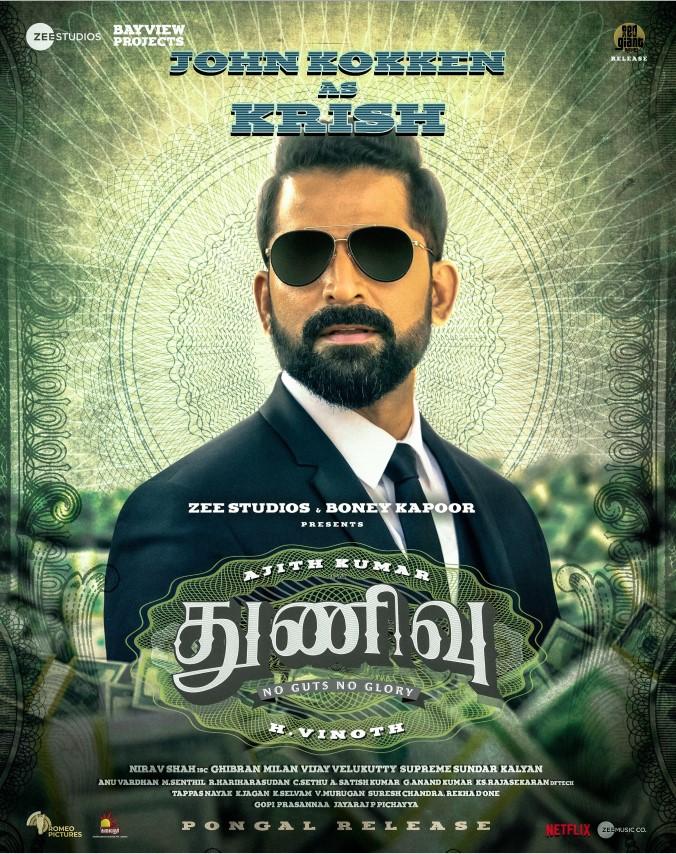 ZEE STUDIOS
BAYVIEW
PROJECTS
red
giant
RELEASE
JOHN KOKKEN
AS
KRISH
ZEE STUDIOS & BONEY KAPOOR
PRESENTS
AJITH KUMAR
துணிவு
NO GUTS NO GLORY
H.VINOTH
NIRAV SHAH ISC GHIBRAN MILAN VIJAY VELUKUTTY SUPREME SUNDAR KALYAN
ANU VARDHAN M.SENTHIL R.HARIHARASUDAN C.SETHU A.SATISH KUMAR G.ANAND KUMAR KS.RAJASEKARAN DFTECH
TAPPAS NAYAK K.JAGAN K.SELVAM V.MURUGAN SURESH CHANDRA, REKHA D'ONE
GOPI PRASANNAA JAYARAJ P PICHAYYA
PONGAL RELEASE
ROMEO
PICTURES
NETFLIX
ZEE MUSIC CO.